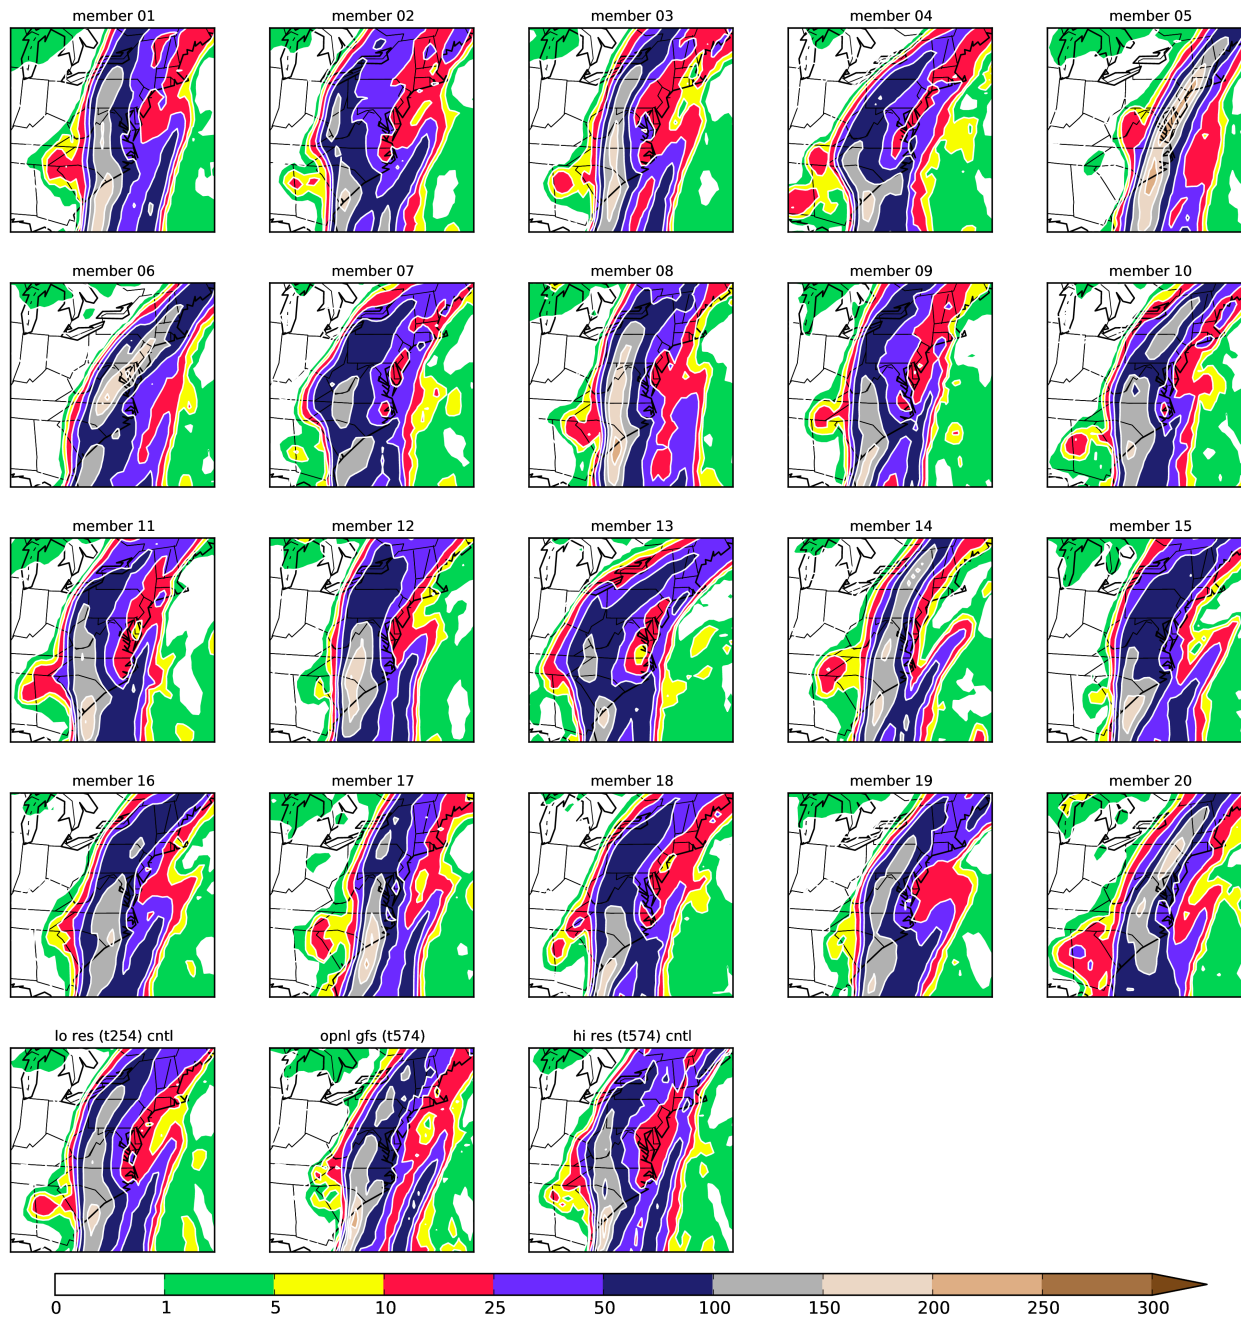 member 01 member 02 member 03 member 04 member 05
member 06 member 07 member 08 member 09 member 10
member 11 member 12 member 13 member 14 member 15
member 16 member 17 member 18 member 19 member 20
lo res (t254) cntl opnl gfs (t574) hi res (t574) cntl
0 1 5 10 25 50 100 150 200 250 300